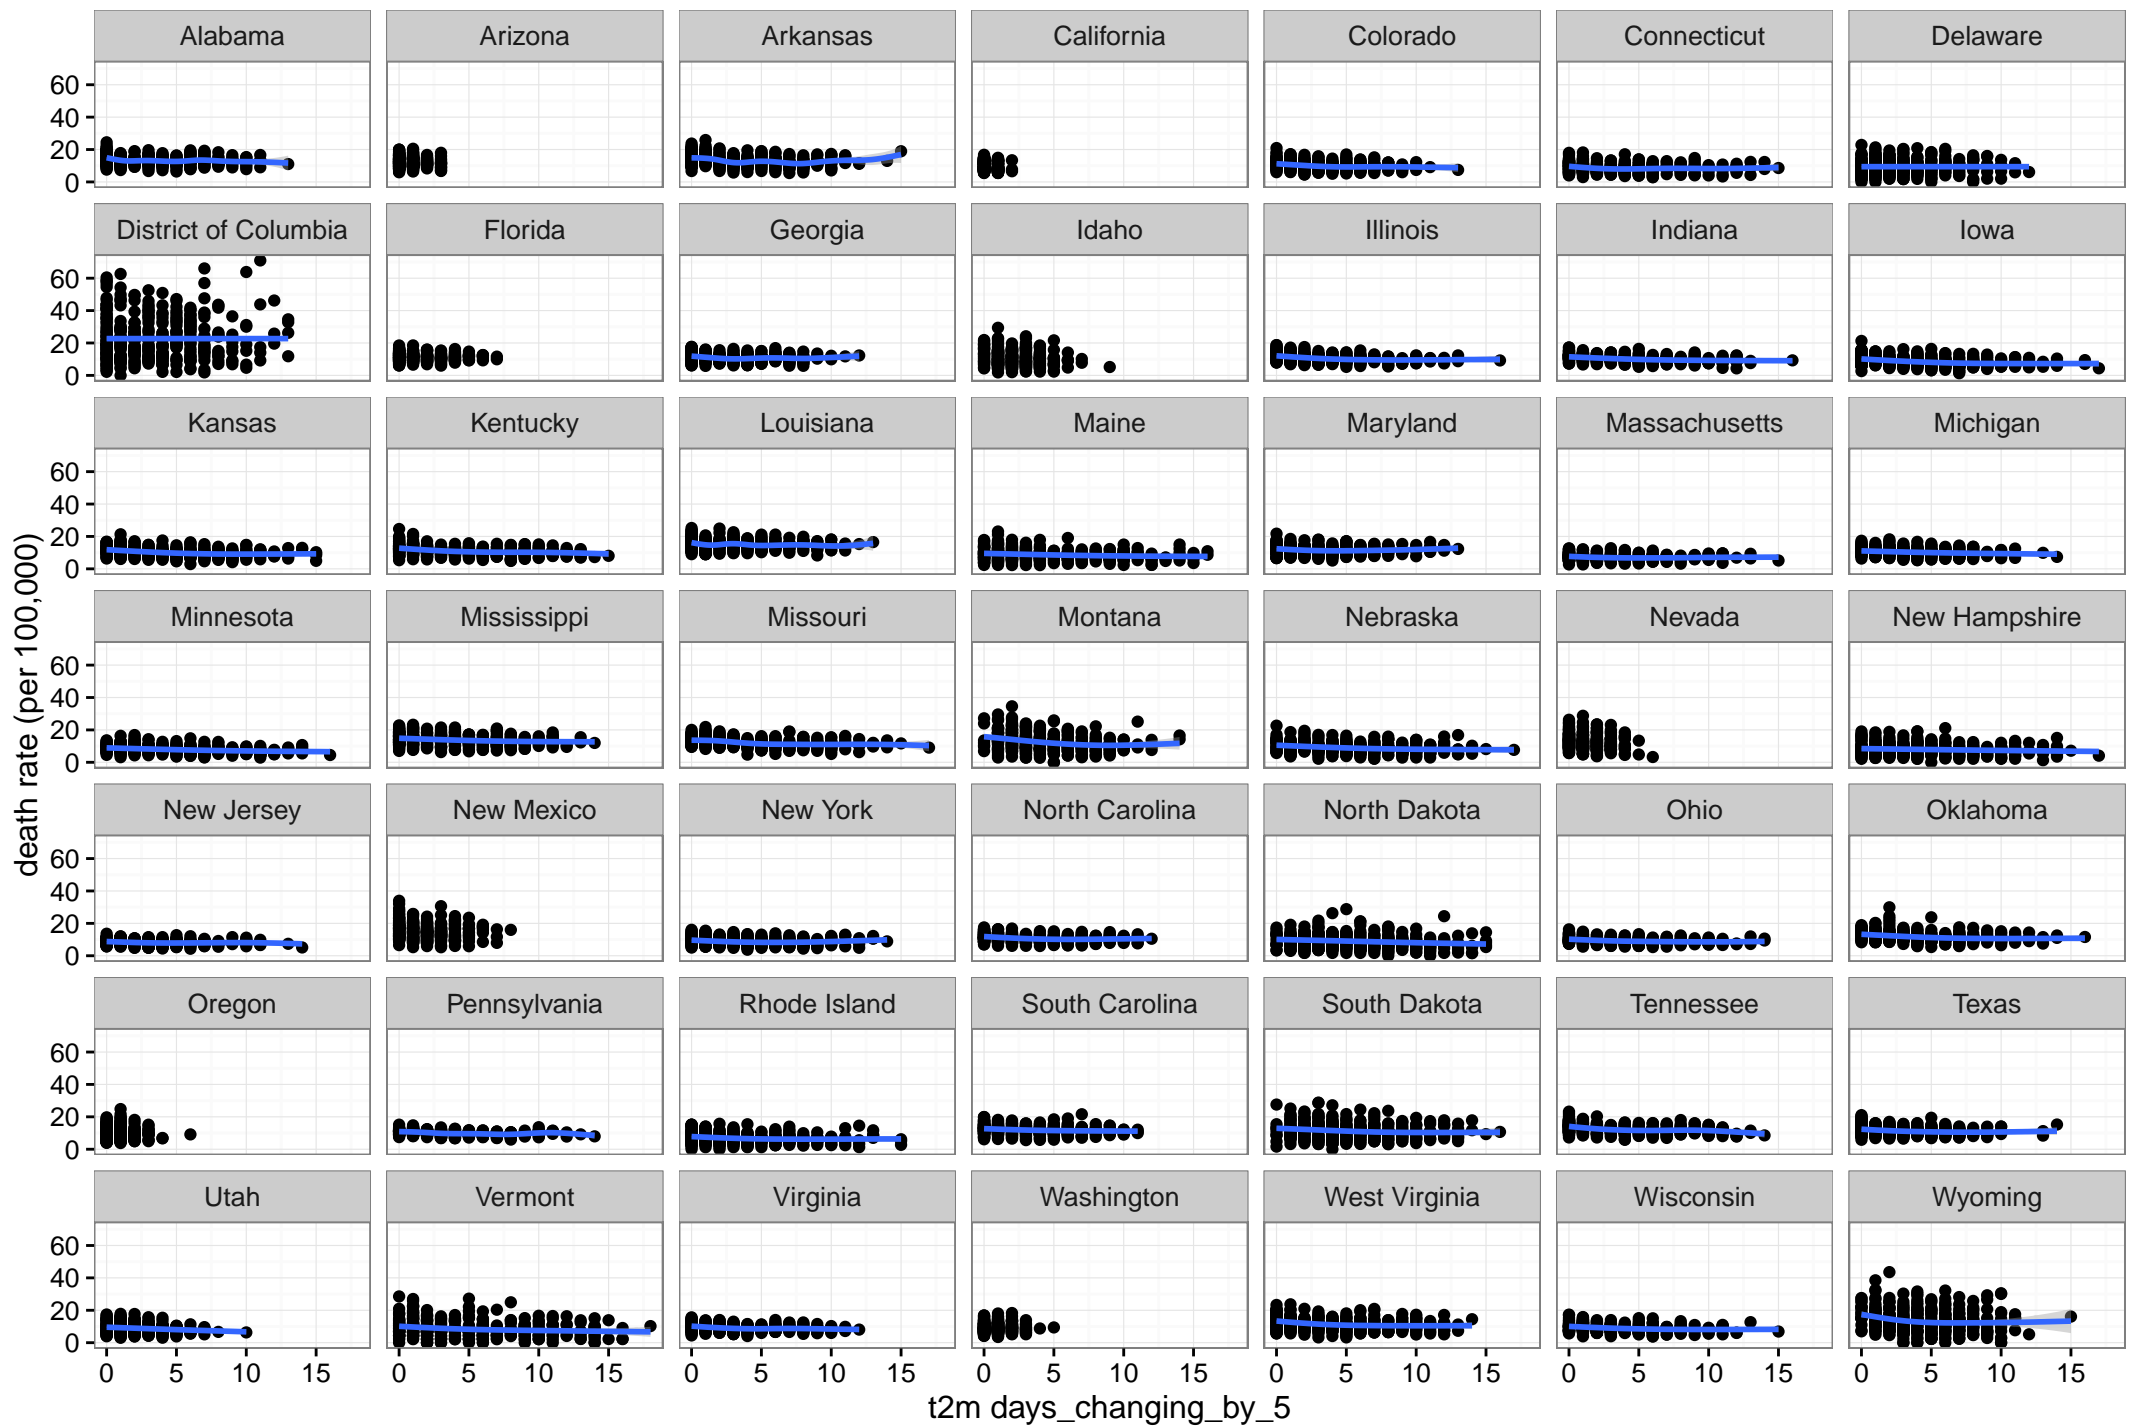 Alabama Arizona Arkansas California Colorado Connecticut Delaware
60
40
20
0
District of Columbia Florida Georgia Idaho Illinois Indiana Iowa
60
40
20
0
Kansas Kentucky Louisiana Maine Maryland Massachusetts Michigan
60
40
20
0
death rate (per 100,000)
Minnesota Mississippi Missouri Montana Nebraska Nevada New Hampshire
60
40
20
0
New Jersey New Mexico New York North Carolina North Dakota Ohio Oklahoma
60
40
20
0
Oregon Pennsylvania Rhode Island South Carolina South Dakota Tennessee Texas
60
40
20
0
Utah Vermont Virginia Washington West Virginia Wisconsin Wyoming
60
40
20
0
0 5 10 15 0 5 10 15 0 5 10 15 0 5 10 15 0 5 10 15 0 5 10 15 0 5 10 15
t2m days_changing_by_5